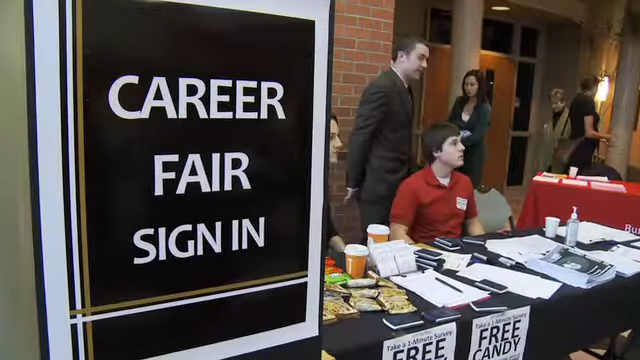 CAREER
FAIR
SIGN IN
Take a 1-Minute Survey
FREE
Take a 1-Minute Survey
FREE
CANDY